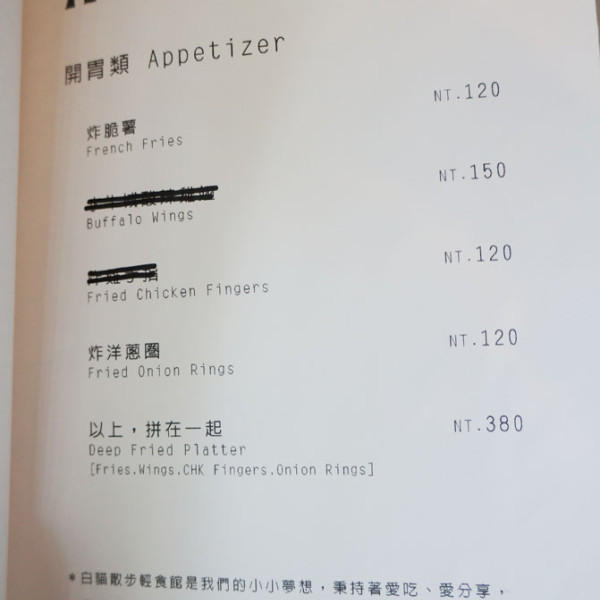 開胃類 Appetizer
炸脆薯 NT.120
French Fries
NT.150
Buffalo Wings
NT.120
Fried Chicken Fingers
炸洋蔥圈 NT.120
Fried Onion Rings
以上，拼在一起 NT.380
Deep Fried Platter
[Fries.Wings.CHK Fingers.Onion Rings]
*白貓散步輕食館是我們的小小夢想，秉持著愛吃、愛分享，